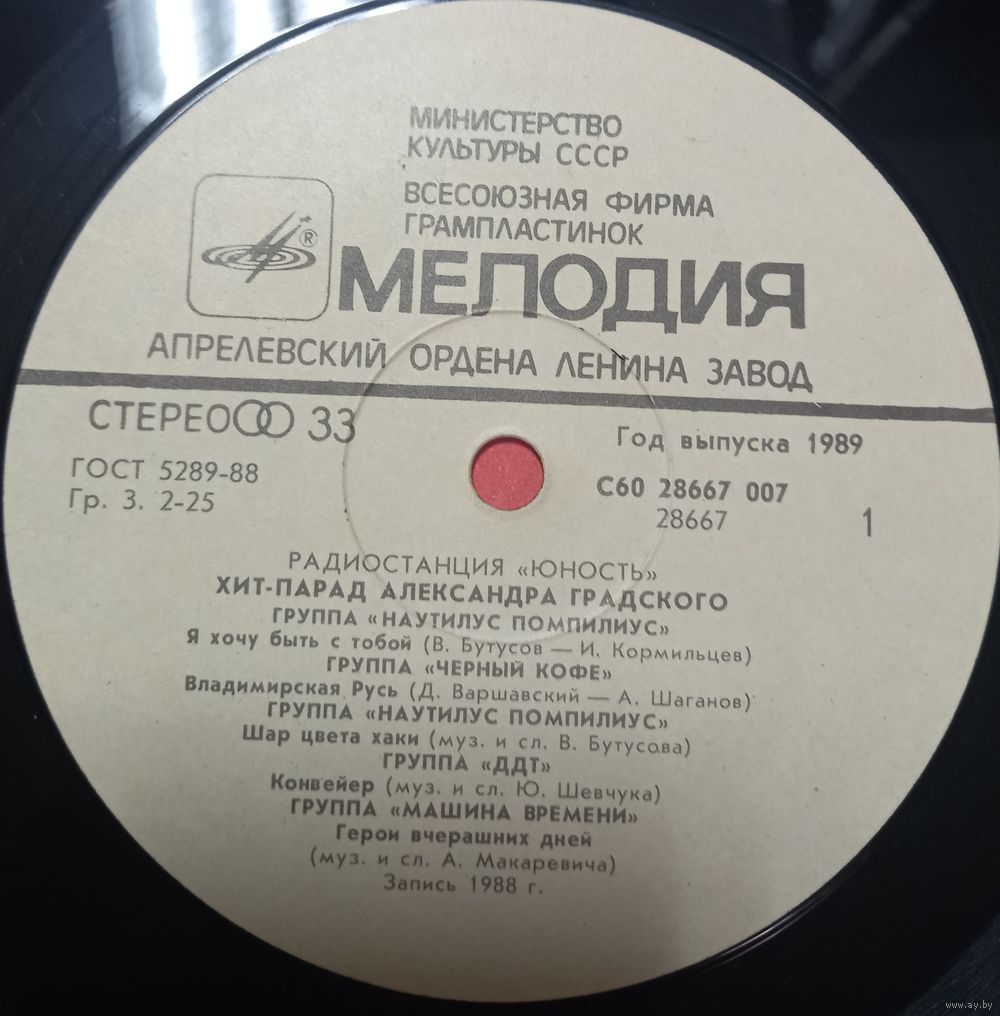 МИНИСТЕРСТВО
КУЛЬТУРЫ СССР
ВСЕСОЮЗНАЯ ФИРМА
ГРАМПЛАСТИНОК
®
МЕЛОДИЯ
АПРЕЛЕВСКИЙ ОРДЕНА ЛЕНИНА ЗАВОД
СТЕРЕО 33
Год выпуска 1989
ГОСТ 5289-88
Гр. 3. 2-25
С60 28667 007
28667
1
РАДИОСТАНЦИЯ «ЮНОСТЬ»
ХИТ-ПАРАД АЛЕКСАНДРА ГРАДСКОГО
ГРУППА «НАУТИЛУС ПОМПИЛИУС»
Я хочу быть с тобой (В. Бутусов — И. Кормильцев)
ГРУППА «ЧЕРНЫЙ КОФЕ»
Владимирская Русь (Д. Варшавский — А. Шаганов)
ГРУППА «НАУТИЛУС ПОМПИЛИУС»
Шар цвета хаки (муз. и сл. В. Бутусова)
ГРУППА «ДДТ»
Конвейер (муз. и сл. Ю. Шевчука)
ГРУППА «МАШИНА ВРЕМЕНИ»
Герои вчерашних дней
(муз. и сл. А. Макаревича)
Запись 1988 г.
www.ay.by